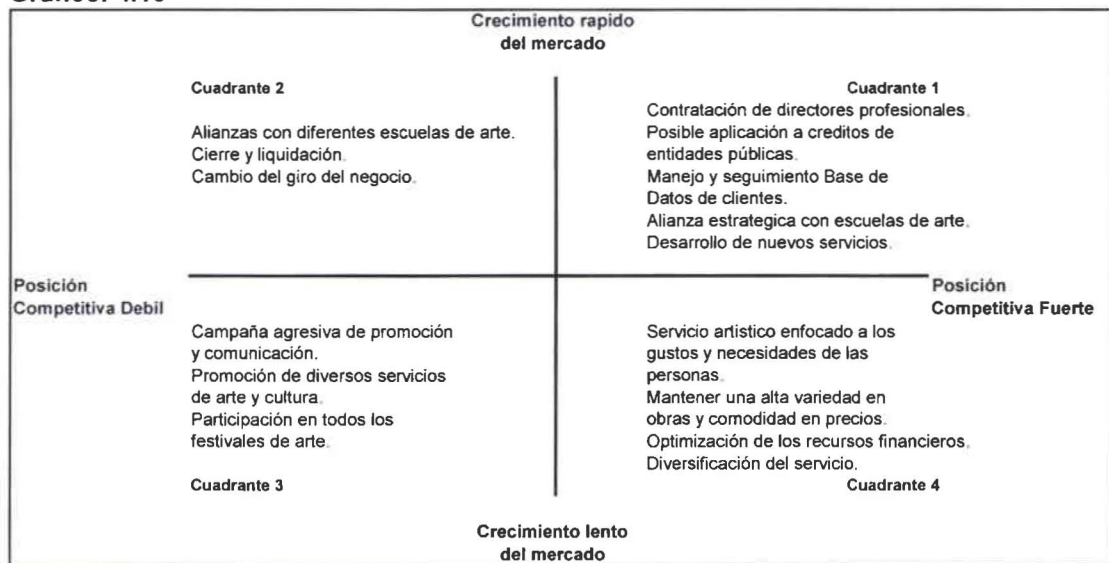 Crecimiento rapido
del mercado
Cuadrante 2
Alianzas con diferentes escuelas de arte.
Cierre y liquidación.
Cambio del giro del negocio.
Cuadrante 1
Contratación de directores profesionales.
Posible aplicación a creditos de
entidades públicas.
Manejo y seguimiento Base de
Datos de clientes.
Alianza estrategica con escuelas de arte.
Desarrollo de nuevos servicios.
Posición
Competitiva Debil
Posición
Competitiva Fuerte
Campaña agresiva de promoción
y comunicación.
Promoción de diversos servicios
de arte y cultura.
Participación en todos los
festivales de arte.
Cuadrante 3
Servicio artistico enfocado a los
gustos y necesidades de las
personas.
Mantener una alta variedad en
obras y comodidad en precios.
Optimización de los recursos financieros.
Diversificación del servicio.
Cuadrante 4
Crecimiento lento
del mercado